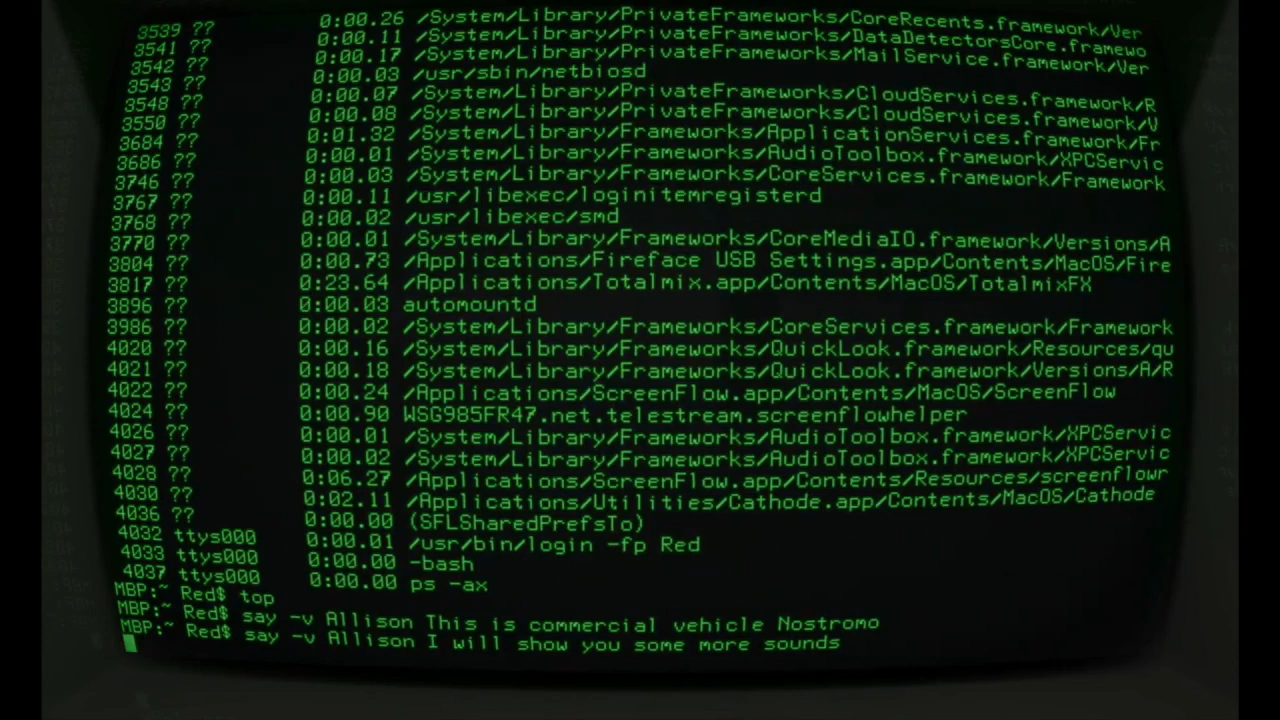 3539 ?? 0:00.26 /System/Library/PrivateFrameworks/CoreRecents.framework/Ver
3541 ?? 0:00.11 /System/Library/PrivateFrameworks/DataDetectorsCore.framewo
3542 ?? 0:00.17 /System/Library/PrivateFrameworks/MailService.framework/Ver
3543 ?? 0:00.03 /usr/sbin/netbiosd
3548 ?? 0:00.07 /System/Library/PrivateFrameworks/CloudServices.framework/R
3550 ?? 0:00.08 /System/Library/PrivateFrameworks/CloudServices.framework/V
3684 ?? 0:01.32 /System/Library/Frameworks/ApplicationServices.framework/Fr
3686 ?? 0:00.01 /System/Library/Frameworks/AudioToolbox.framework/XPCServic
3746 ?? 0:00.03 /System/Library/Frameworks/CoreServices.framework/Framework
3767 ?? 0:00.11 /usr/libexec/loginitemregisterd
3768 ?? 0:00.02 /usr/libexec/smd
3770 ?? 0:00.01 /System/Library/Frameworks/CoreMediaIO.framework/Versions/A
3804 ?? 0:00.73 /Applications/Fireface USB Settings.app/Contents/MacOS/Fire
3817 ?? 0:23.64 /Applications/Totalmix.app/Contents/MacOS/TotalmixFX
3896 ?? 0:00.03 automountd
3986 ?? 0:00.02 /System/Library/Frameworks/CoreServices.framework/Framework
4020 ?? 0:00.16 /System/Library/Frameworks/QuickLook.framework/Resources/qu
4021 ?? 0:00.18 /System/Library/Frameworks/QuickLook.framework/Versions/A/R
4022 ?? 0:00.24 /Applications/ScreenFlow.app/Contents/MacOS/ScreenFlow
4024 ?? 0:00.90 WSG985FR47.net.telestream.screenflowhelper
4026 ?? 0:00.01 /System/Library/Frameworks/AudioToolbox.framework/XPCServic
4027 ?? 0:00.02 /System/Library/Frameworks/AudioToolbox.framework/XPCServic
4028 ?? 0:06.27 /Applications/ScreenFlow.app/Contents/Resources/screenflowr
4030 ?? 0:02.11 /Applications/Utilities/Cathode.app/Contents/MacOS/Cathode
4036 ?? 0:00.00 (SFLSharedPrefsTo)
4032 ttys000 0:00.01 /usr/bin/login -fp Red
4033 ttys000 0:00.00 -bash
4037 ttys000 0:00.00 ps -ax
MBP:~ Red$ top
MBP:~ Red$ say -v Allison This is commercial vehicle Nostromo
MBP:~ Red$ say -v Allison I will show you some more sounds